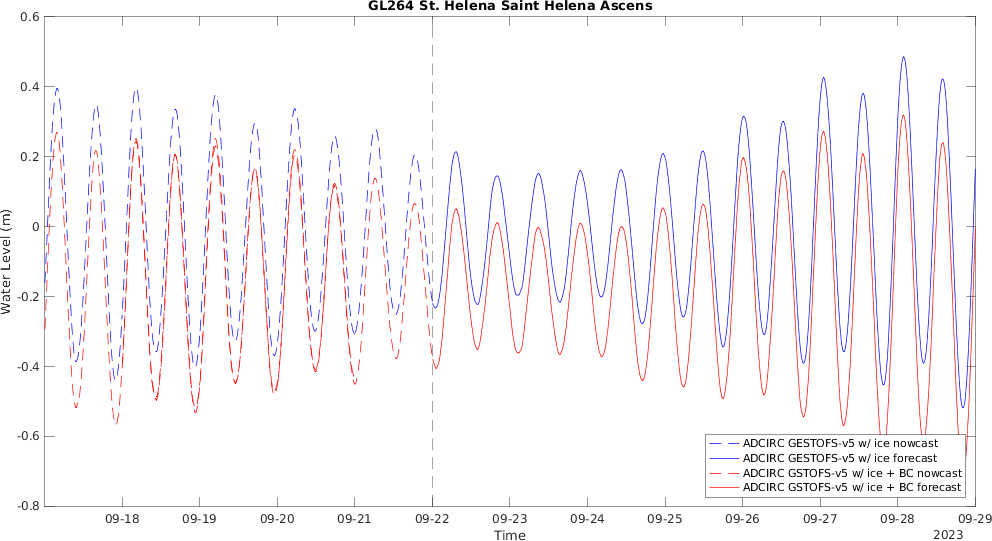 GL264 St. Helena Saint Helena Ascens
0.6
0.4
0.2
0
-0.2
-0.4
-0.6
-0.8
Water Level (m)
ADCIRC GESTOFS-v5 w/ ice nowcast
ADCIRC GESTOFS-v5 w/ ice forecast
ADCIRC GSTOFS-v5 w/ ice + BC nowcast
ADCIRC GSTOFS-v5 w/ ice + BC forecast
09-18 09-19 09-20 09-21 09-22 09-23 09-24 09-25 09-26 09-27 09-28 09-29
Time
2023